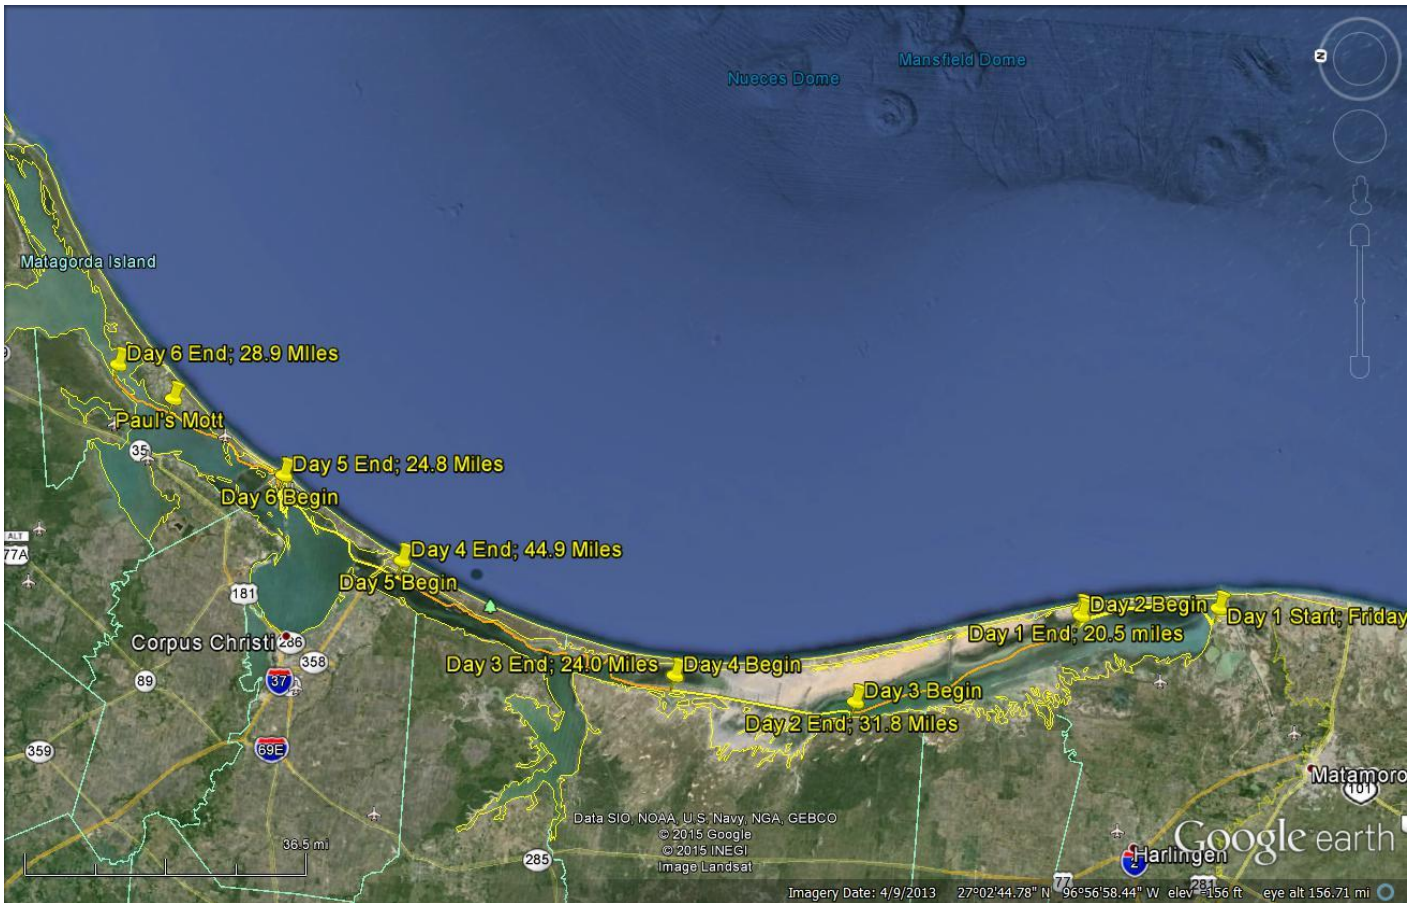 Mansfield Dome
Nueces Dome
N
Matagorda Island
Day 6 End; 28.9 MIles
Paul's Mott
35
Day 5 End; 24.8 Miles
Day 6 Begin
ALT
77A
Day 4 End; 44.9 Miles
Day 5 Begin
181
Day 2 Begin
Day 1 Start; Friday
Day 1 End; 20.5 miles
Corpus Christi
286
358
Day 3 End; 24.0 Miles
Day 4 Begin
37
89
Day 3 Begin
Day 2 End; 31.8 Miles
359
69E
Matamoro
101
Data SIO, NOAA, U.S. Navy, NGA, GEBCO
© 2015 Google
© 2015 INEGI
Image Landsat
36.5 mi
285
Google earth
Harlingen
2
77
281
Imagery Date: 4/9/2013 27°02'44.78" N 96°56'58.44" W elev -156 ft eye alt 156.71 mi